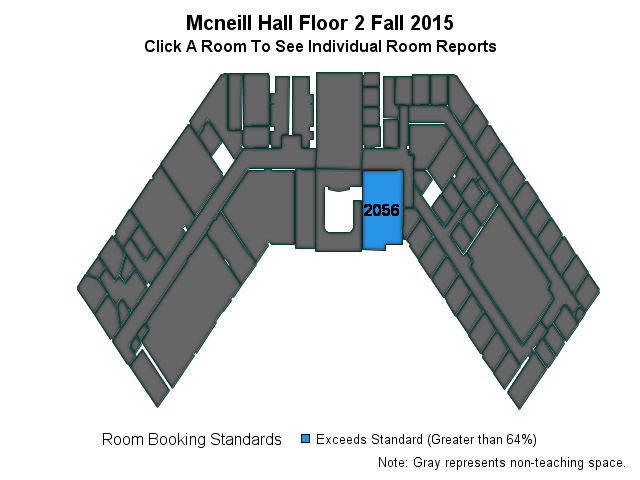 Mcneill Hall Floor 2 Fall 2015
Click A Room To See Individual Room Reports
2056
Room Booking Standards
Exceeds Standard (Greater than 64%)
Note: Gray represents non-teaching space.